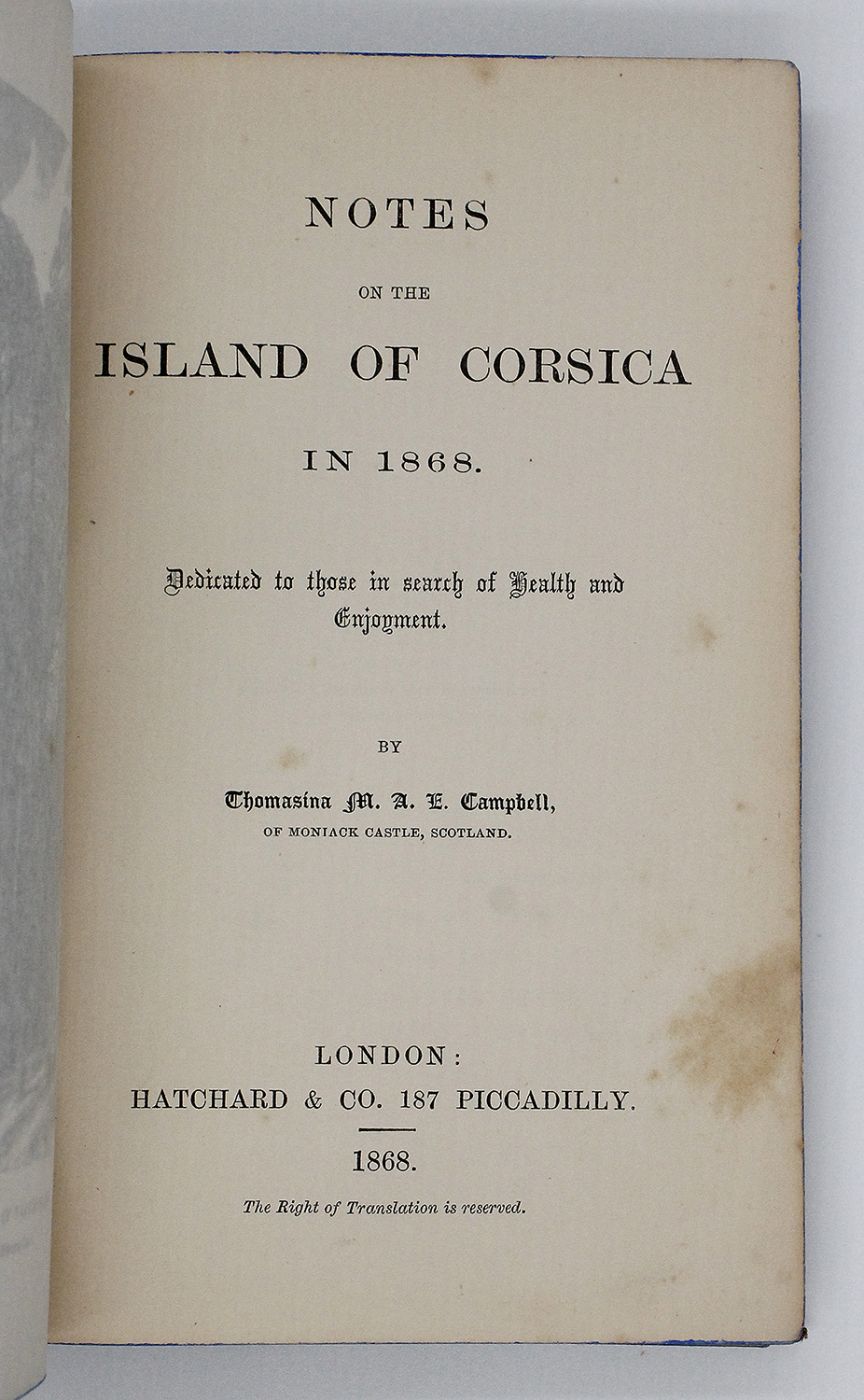 NOTES
ON THE
ISLAND OF CORSICA
IN 1868.
Dedicated to those in search of Health and
Enjoyment.
BY
Thomasina M. A. E. Campbell,
OF MONIACK CASTLE, SCOTLAND.
LONDON:
HATCHARD & CO. 187 PICCADILLY.
1868.
The Right of Translation is reserved.